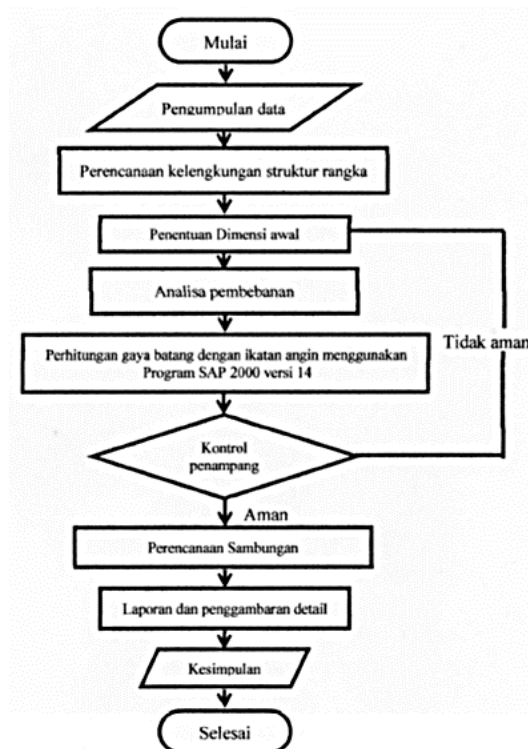 Mulai
Pengumpulan data
Perencanaan kelengkungan struktur rangka
Penentuan Dimensi awal
Analisa pembebanan
Tidak aman
Perhitungan gaya batang dengan ikatan angin menggunakan
Program SAP 2000 versi 14
Kontrol
penampang
Aman
Perencanaan Sambungan
Laporan dan penggambaran detail
Kesimpulan
Selesai